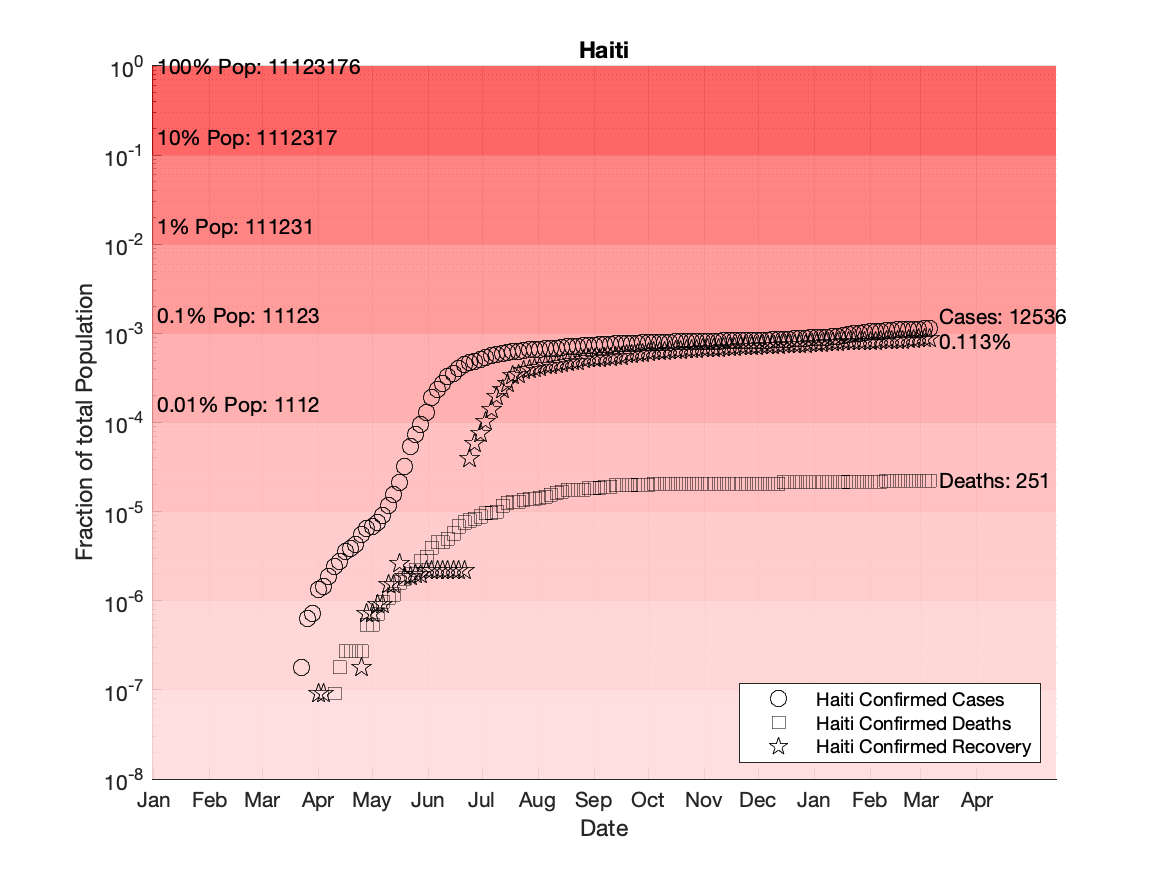 Haiti
10^0
100% Pop: 11123176
10% Pop: 1112317
10^-1
1% Pop: 111231
10^-2
0.1% Pop: 11123
Cases: 12536
10^-3
0.113%
0.01% Pop: 1112
10^-4
Deaths: 251
10^-5
10^-6
10^-7
10^-8
Fraction of total Population
Haiti Confirmed Cases
Haiti Confirmed Deaths
Haiti Confirmed Recovery
Jan Feb Mar Apr May Jun Jul Aug Sep Oct Nov Dec Jan Feb Mar Apr
Date